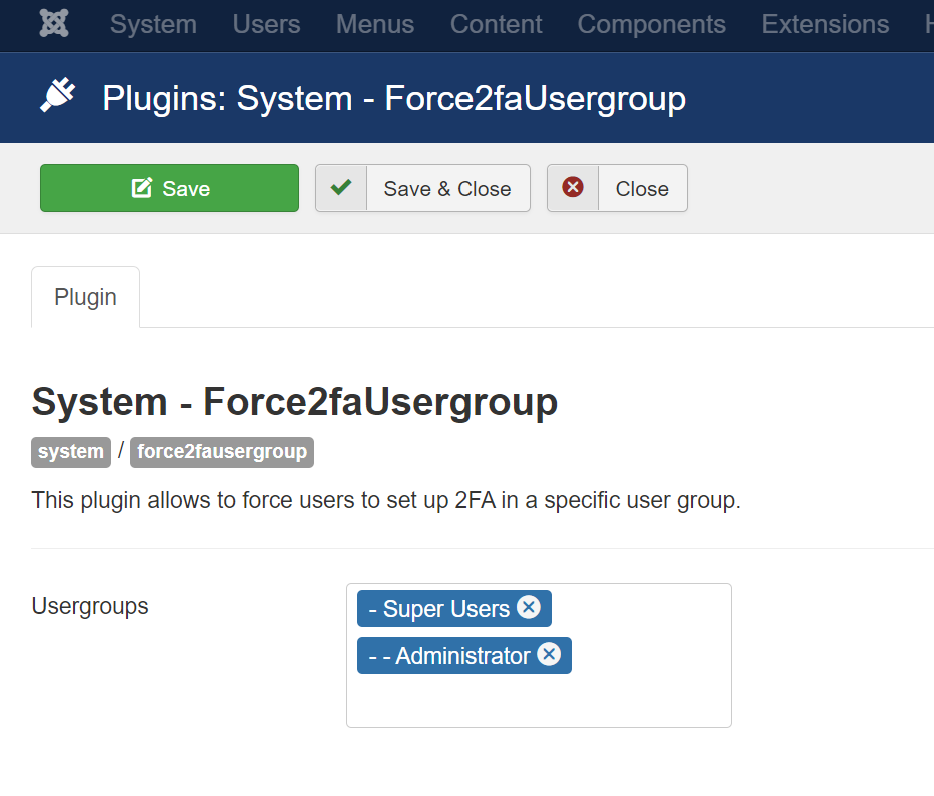 System Users Menus Content Components Extensions
Plugins: System - Force2faUsergroup
Save Save & Close Close
Plugin
System - Force2faUsergroup
system / force2fausergroup
This plugin allows to force users to set up 2FA in a specific user group.
Usergroups - Super Users
- - Administrator